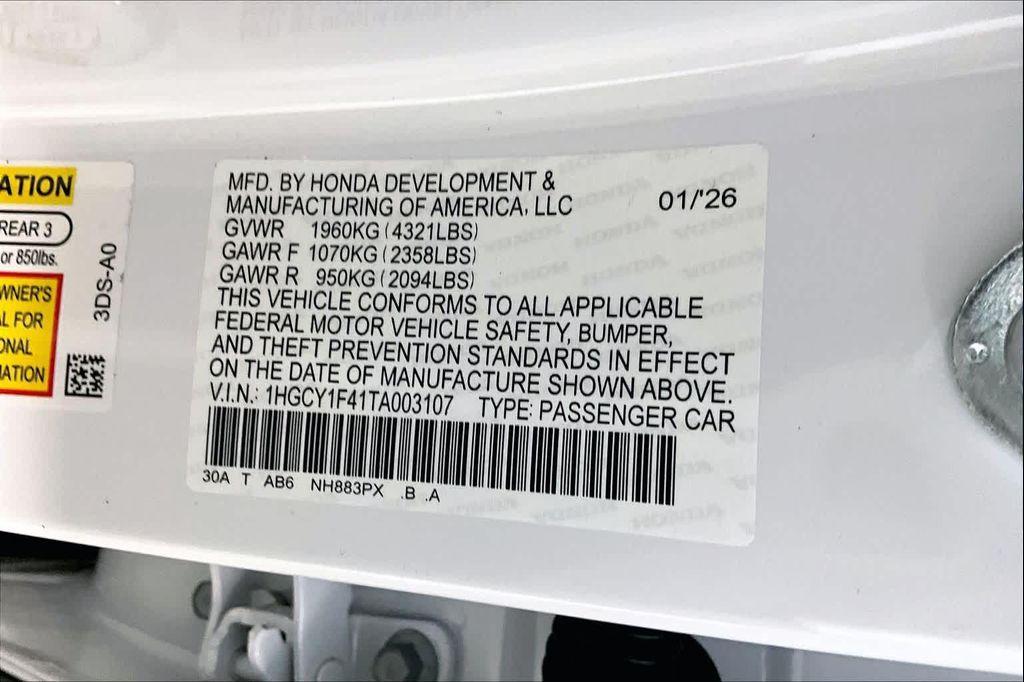 ATION
REAR 3
or 850lbs.
WNER'S
AL FOR
ONAL
MATION
3DS-A0
MFD. BY HONDA DEVELOPMENT &
MANUFACTURING OF AMERICA, LLC
01/'26
GVWR 1960KG (4321LBS)
GAWR F 1070KG (2358LBS)
GAWR R 950KG (2094LBS)
THIS VEHICLE CONFORMS TO ALL APPLICABLE
FEDERAL MOTOR VEHICLE SAFETY, BUMPER,
AND THEFT PREVENTION STANDARDS IN EFFECT
ON THE DATE OF MANUFACTURE SHOWN ABOVE.
V.I.N.: 1HGCY1F41TA003107 TYPE: PASSENGER CAR
30A T AB6 NH883PX .B .A